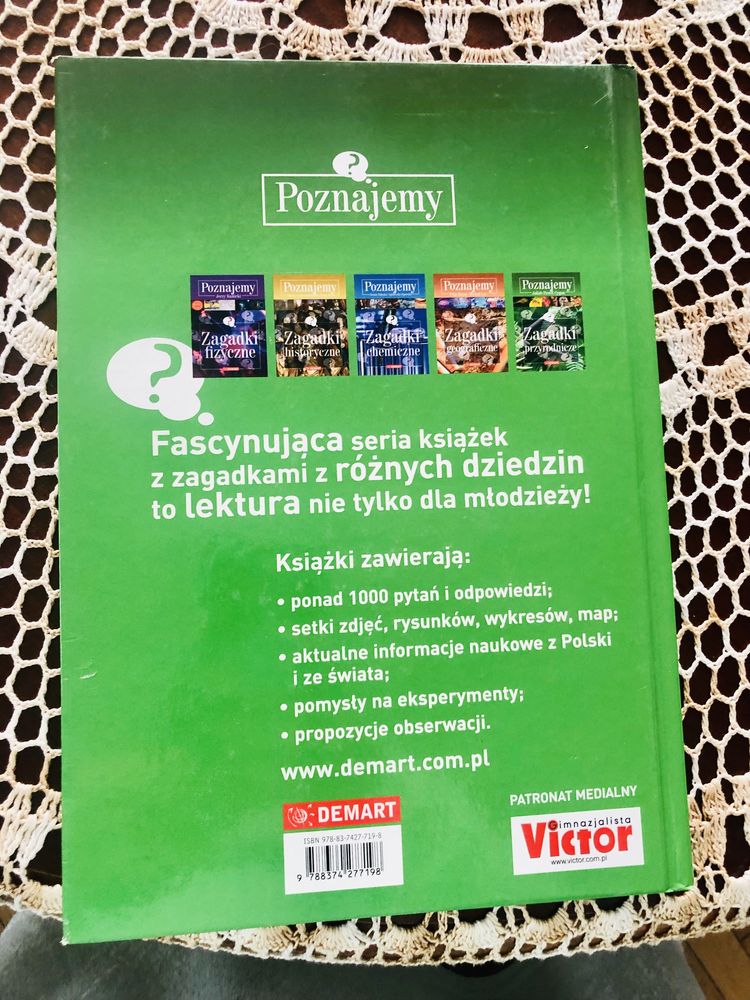 ?
Poznajemy
Poznajemy
Jerzy Kuczek
Zagadki
fizyczne
Poznajemy
Zagadki
historyczne
Poznajemy
Zagadki
chemiczne
Poznajemy
Zagadki
geograficzne
Poznajemy
Zagadki
przyrodnicze
?
Fascynująca seria książek
z zagadkami z różnych dziedzin
to lektura nie tylko dla młodzieży!
Książki zawierają:
• ponad 1000 pytań i odpowiedzi;
• setki zdjęć, rysunków, wykresów, map;
• aktualne informacje naukowe z Polski
i ze świata;
• pomysły na eksperymenty;
• propozycje obserwacji.
www.demart.com.pl
DEMART
ISBN 978-83-7427-719-8
9 788374 277198
PATRONAT MEDIALNY
Gimnazjalista
Victor
www.victor.com.pl